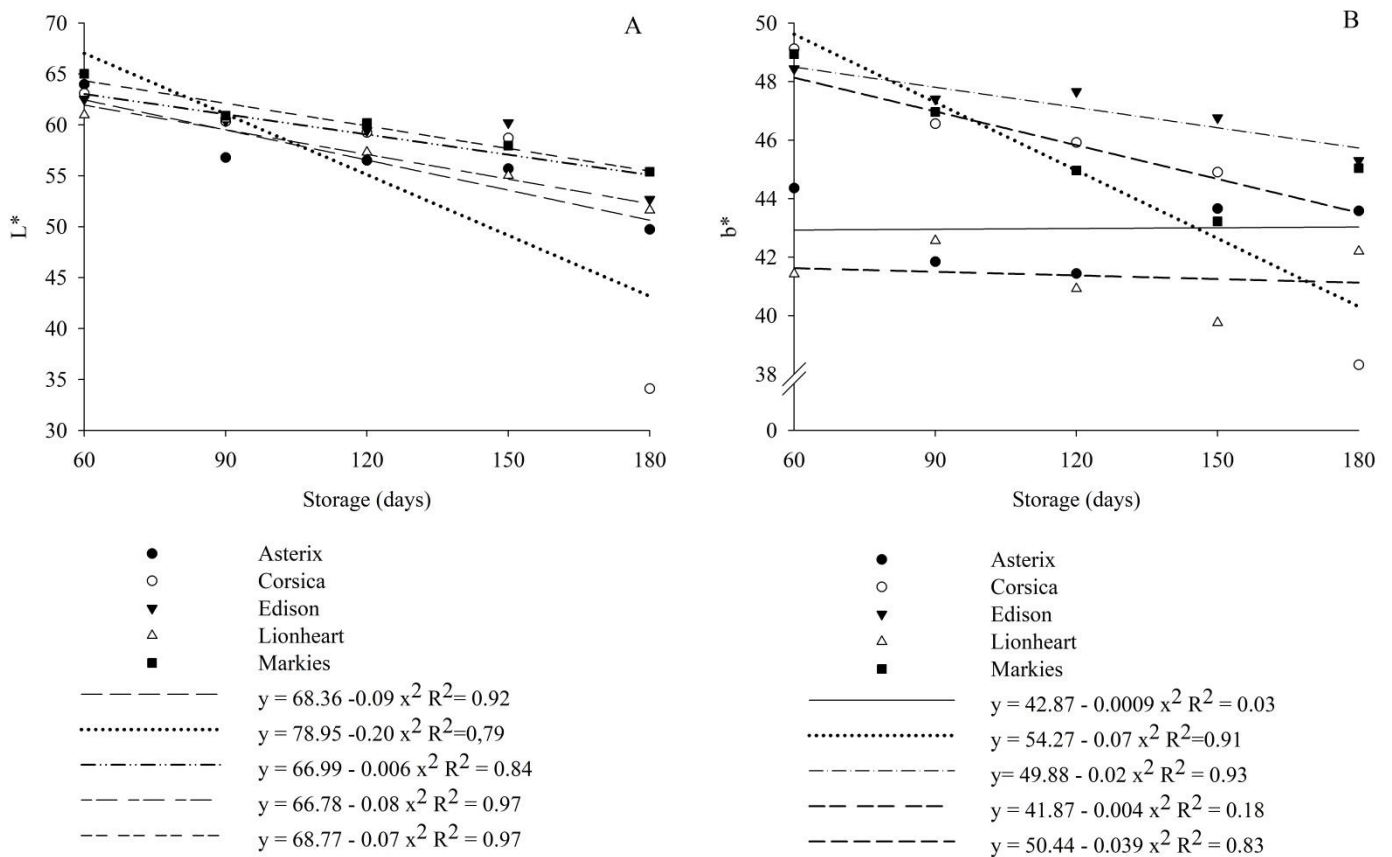 A
L*
70
65
60
55
50
45
40
35
30
60 90 120 150 180
Storage (days)
Asterix
Corsica
Edison
Lionheart
Markies
y = 68.36 -0.09 x² R²= 0.92
y = 78.95 -0.20 x² R²=0,79
y = 66.99 - 0.006 x² R² = 0.84
y = 66.78 - 0.08 x² R² = 0.97
y = 68.77 - 0.07 x² R² = 0.97
B
b*
50
48
46
44
42
40
38
0
60 90 120 150 180
Storage (days)
Asterix
Corsica
Edison
Lionheart
Markies
y = 42.87 - 0.0009 x² R² = 0.03
y = 54.27 - 0.07 x² R²=0.91
y= 49.88 - 0.02 x² R² = 0.93
y = 41.87 - 0.004 x² R² = 0.18
y = 50.44 - 0.039 x² R² = 0.83